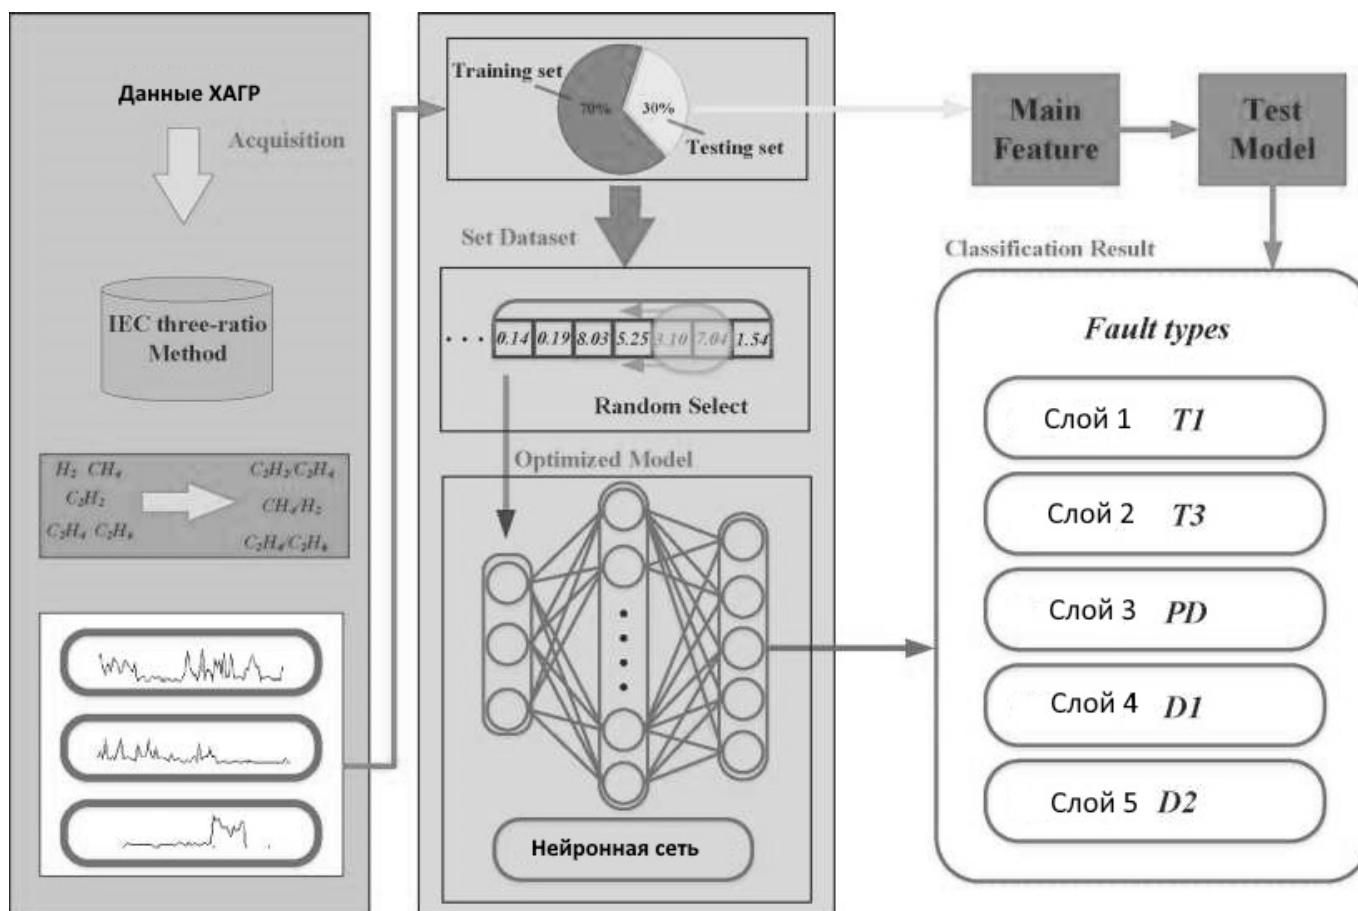 Данные ХАГР
Acquisition
IEC three-ratio
Method
H₂ CH₄
C₂H₂
C₂H₄ C₂H₆
C₂H₂/C₂H₄
CH₄/H₂
C₂H₄/C₂H₆
Training set
70%
30%
Testing set
Set Dataset
· · · 0.14 0.19 8.03 5.25 3.10 7.04 1.54
Random Select
Optimized Model
Нейронная сеть
Main
Feature
Test
Model
Classification Result
Fault types
Слой 1 T1
Слой 2 T3
Слой 3 PD
Слой 4 D1
Слой 5 D2